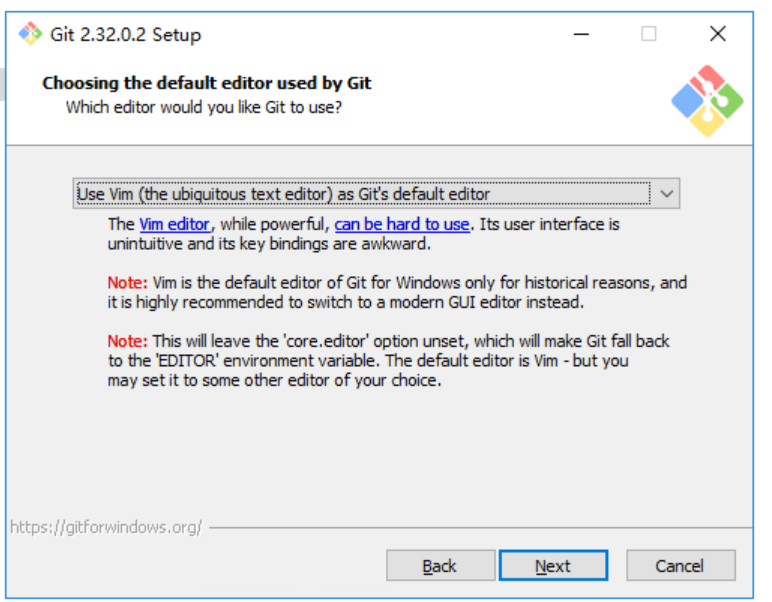 Git 2.32.0.2 Setup
Choosing the default editor used by Git
Which editor would you like Git to use?
Use Vim (the ubiquitous text editor) as Git's default editor
The Vim editor, while powerful, can be hard to use. Its user interface is
unintuitive and its key bindings are awkward.
Note: Vim is the default editor of Git for Windows only for historical reasons, and
it is highly recommended to switch to a modern GUI editor instead.
Note: This will leave the 'core.editor' option unset, which will make Git fall back
to the 'EDITOR' environment variable. The default editor is Vim - but you
may set it to some other editor of your choice.
https://gitforwindows.org/
Back Next Cancel